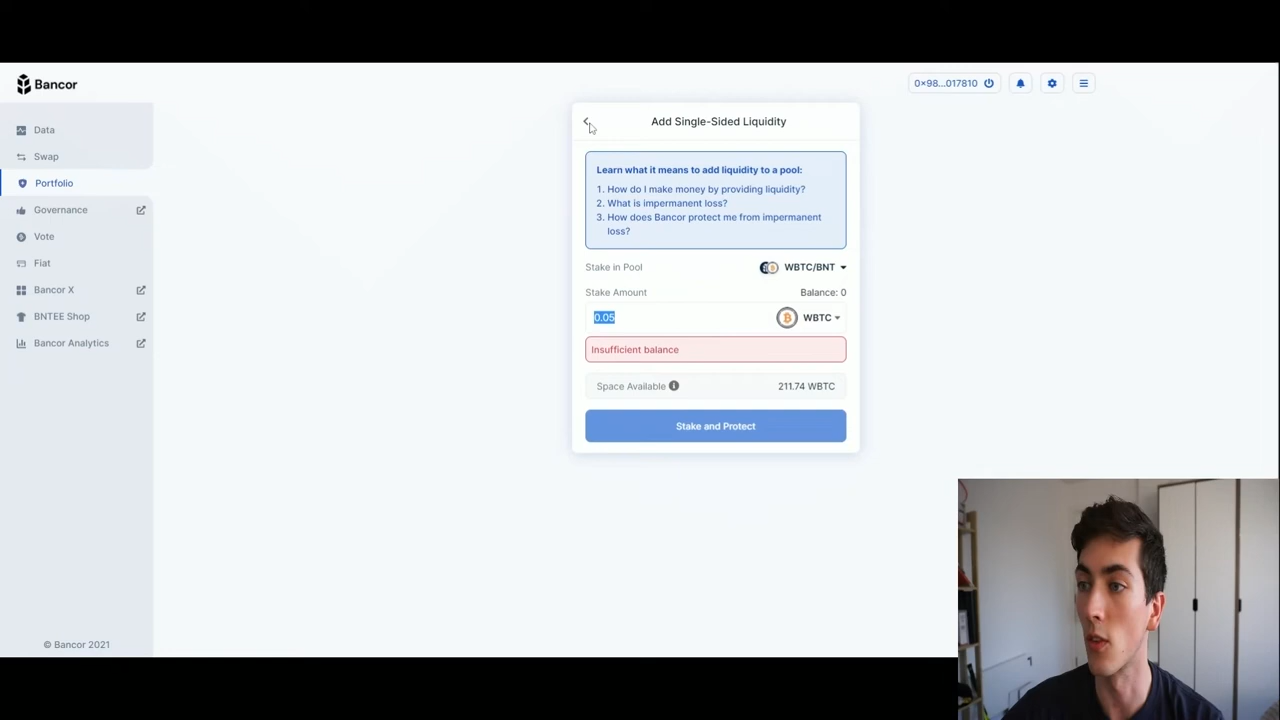 Bancor
0×98...017810
Data
Swap
Portfolio
Governance
Vote
Fiat
Bancor X
BNTEE Shop
Bancor Analytics
© Bancor 2021
Add Single-Sided Liquidity
Learn what it means to add liquidity to a pool:
1. How do I make money by providing liquidity?
2. What is impermanent loss?
3. How does Bancor protect me from impermanent
loss?
Stake in Pool WBTC/BNT
Stake Amount Balance: 0
0.05 WBTC
Insufficient balance
Space Available 211.74 WBTC
Stake and Protect